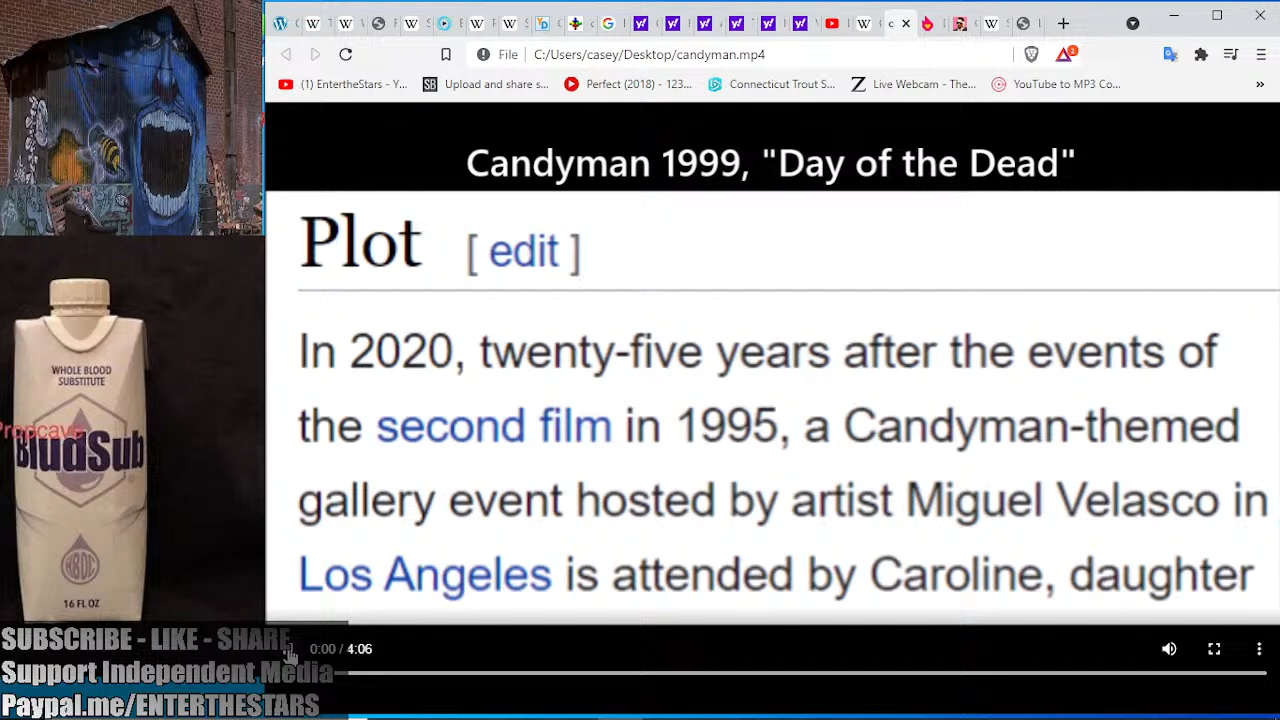 File
C:/Users/casey/Desktop/candyman.mp4
2
(1) EntertheStars - Y...
Upload and share s...
Perfect (2018) - 123...
Connecticut Trout S...
Live Webcam - The...
YouTube to MP3 Co...
»
Candyman 1999, "Day of the Dead"
Plot [ edit ]
In 2020, twenty-five years after the events of
the second film in 1995, a Candyman-themed
gallery event hosted by artist Miguel Velasco in
Los Angeles is attended by Caroline, daughter
0:00 / 4:06
WHOLE BLOOD
SUBSTITUTE
Propcave
BludSub
HBOC
16 FL OZ
SUBSCRIBE - LIKE - SHARE
Support Independent Media
Paypal.me/ENTERTHESTARS